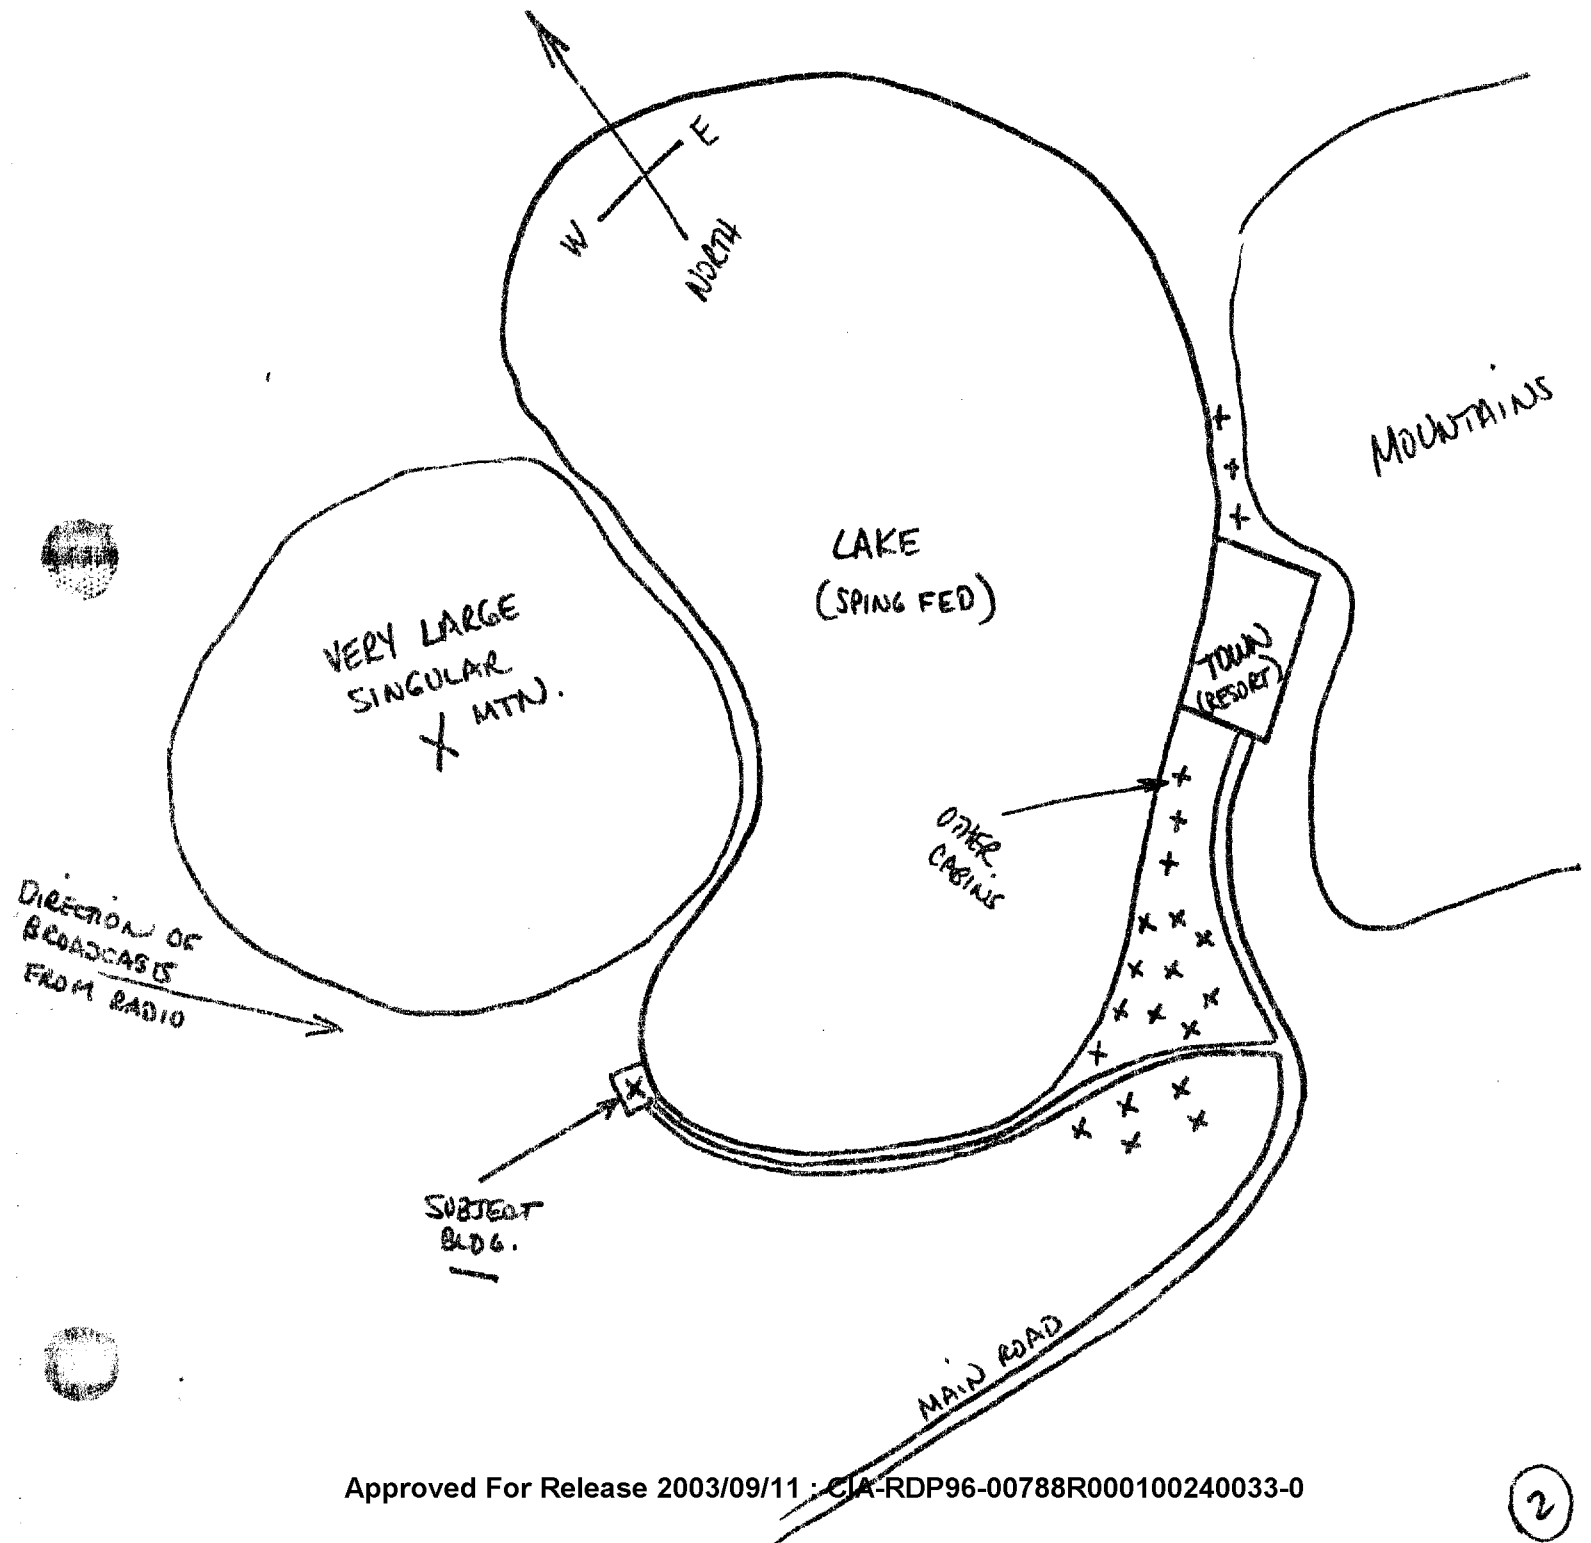 E
W
NORTH
MOUNTAINS
LAKE
(SPING FED)
VERY LARGE
SINGULAR
X MTN.
TOWN
(RESORT)
OTHER
CABINS
DIRECTION OF
BROADCASTS
FROM RADIO
SUBJECT
BLDG.
MAIN ROAD
Approved For Release 2003/09/11 : CIA-RDP96-00788R000100240033-0
2